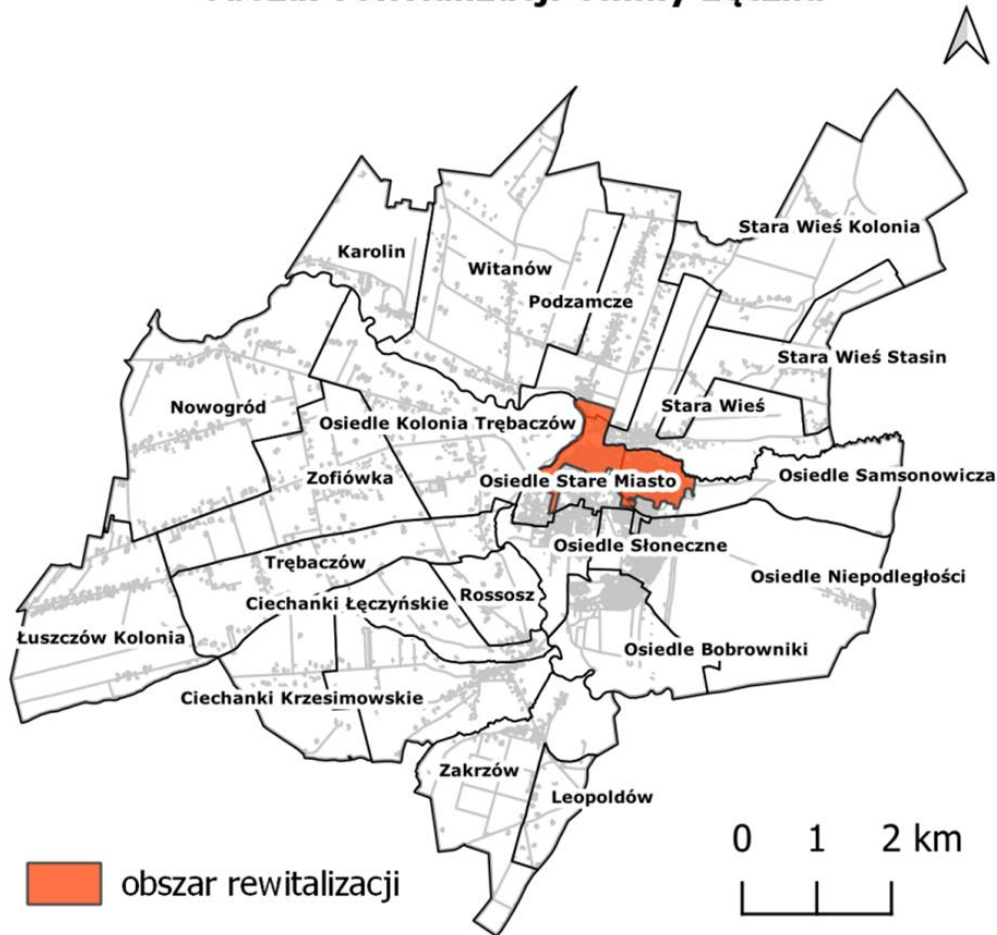 Karolin
Witanów
Podzamcze
Stara Wieś Kolonia
Stara Wieś Stasin
Nowogród
Osiedle Kolonia Trębaczów
Stara Wieś
Zofiówka
Osiedle Stare Miasto
Osiedle Samsonowicza
Osiedle Słoneczne
Trębaczów
Osiedle Niepodległości
Ciechanki Łęczyńskie
Rossosz
Łuszczów Kolonia
Osiedle Bobrowniki
Ciechanki Krzesimowskie
Zakrzów
Leopoldów
0 1 2 km
obszar rewitalizacji